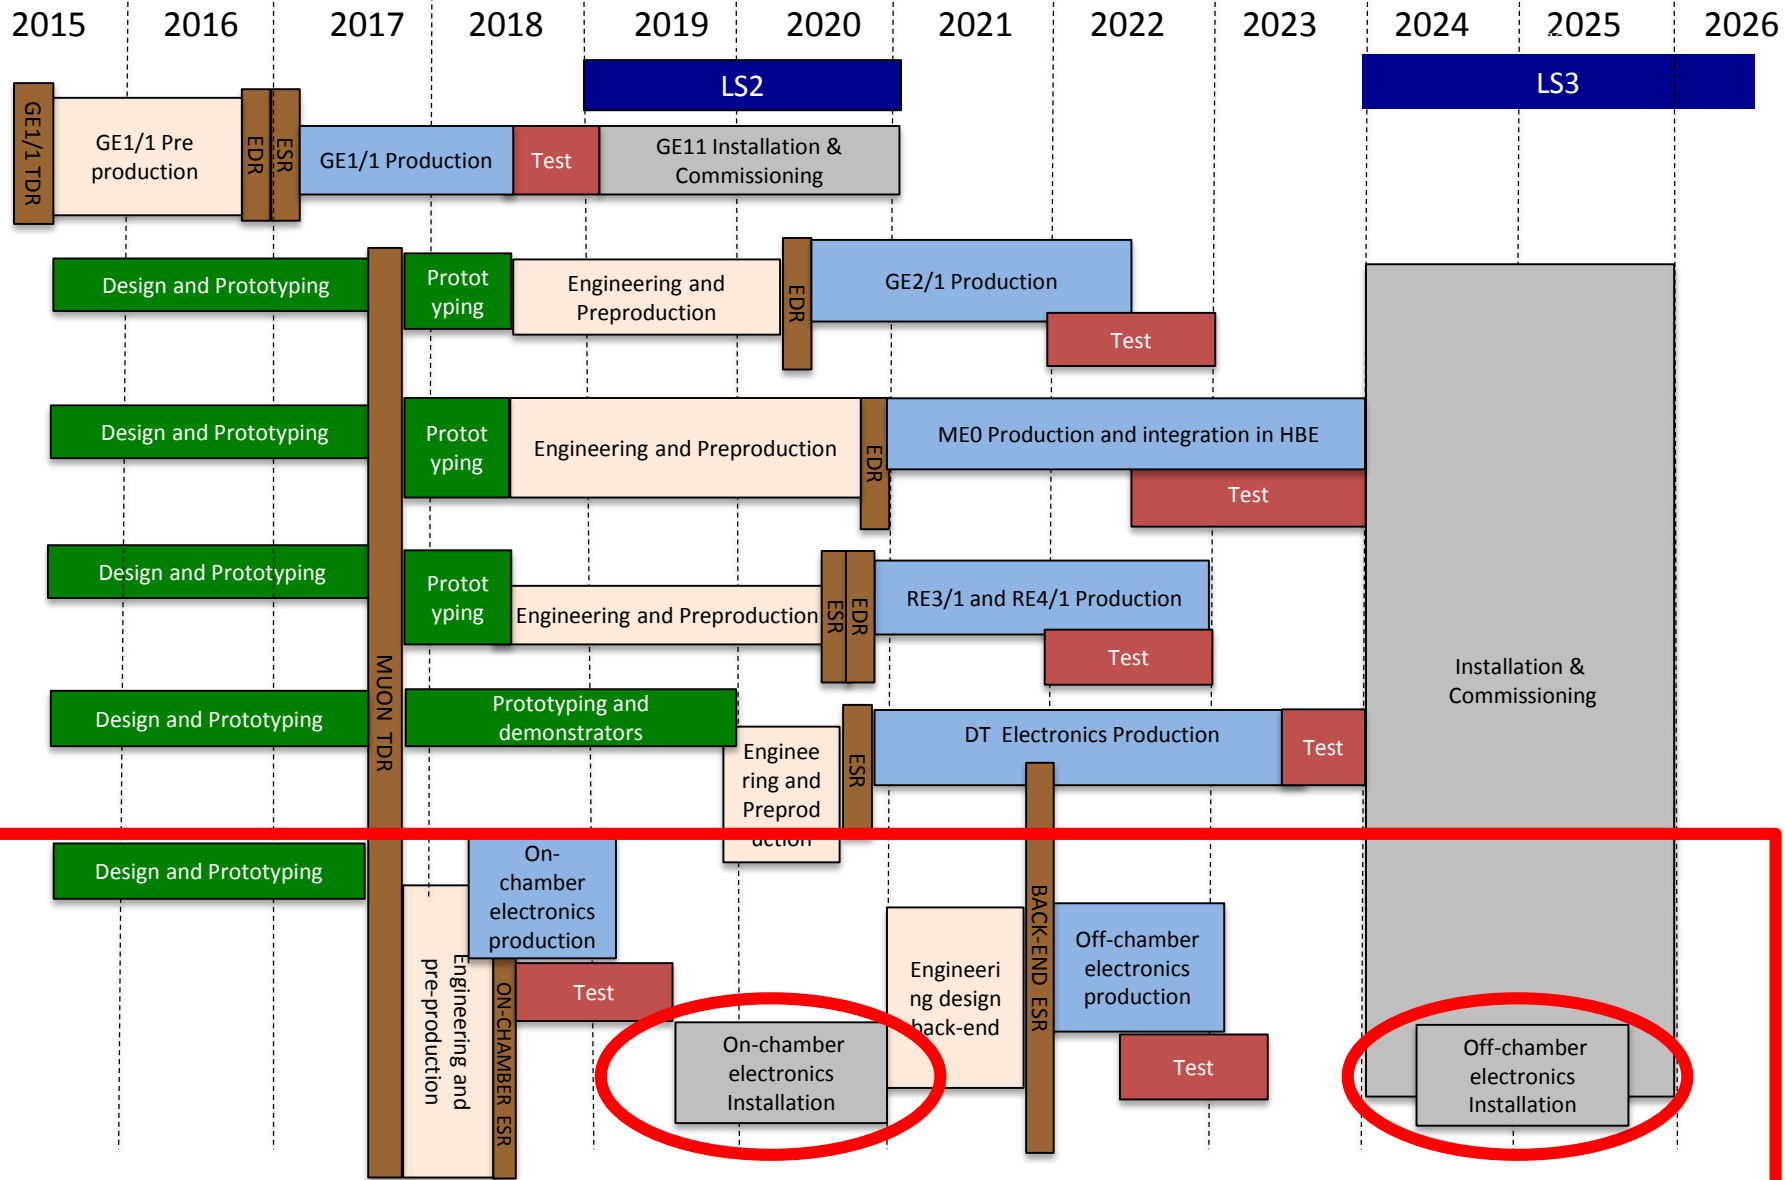 2015 2016 2017 2018 2019 2020 2021 2022 2023 2024 2025 2026
LS2
LS3
GE1/1 TDR
GE1/1 Pre
production
EDR
ESR
GE1/1 Production
Test
GE11 Installation &
Commissioning
Design and Prototyping
MUON TDR
Protot
yping
Engineering and
Preproduction
EDR
GE2/1 Production
Test
Design and Prototyping
Protot
yping
Engineering and Preproduction
EDR
ME0 Production and integration in HBE
Test
Design and Prototyping
Protot
yping
Engineering and Preproduction
ESR
EDR
RE3/1 and RE4/1 Production
Test
Installation &
Commissioning
Design and Prototyping
Prototyping and
demonstrators
Enginee
ring and
Preprod
uction
ESR
DT Electronics Production
Test
Design and Prototyping
Engineering and
pre-production
On-
chamber
electronics
production
ON-CHAMBER ESR
Test
On-chamber
electronics
Installation
Engineeri
ng design
back-end
BACK-END ESR
Off-chamber
electronics
production
Test
Off-chamber
electronics
Installation